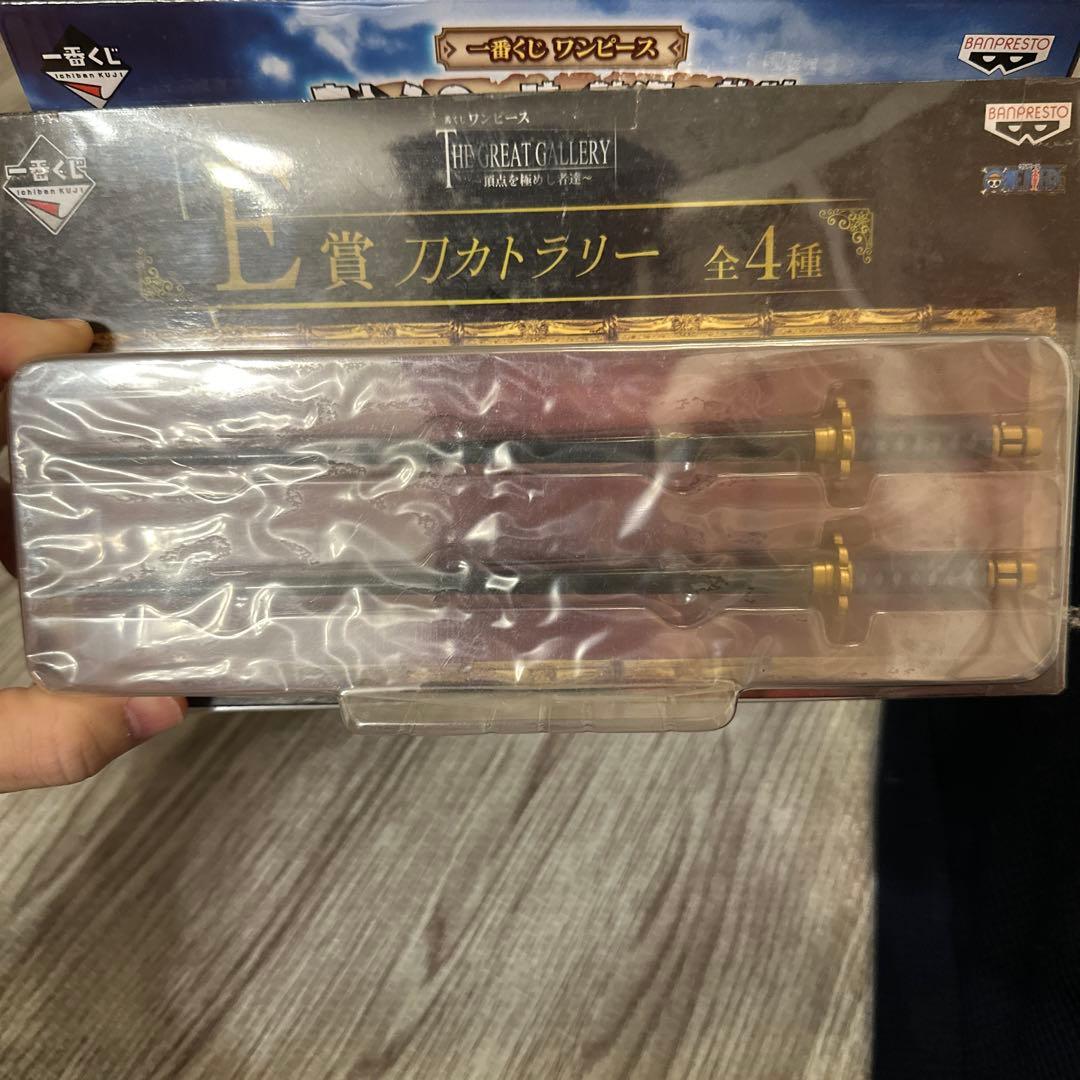 一番くじ
Ichiban KUJI
一番くじ ワンピース
BANPRESTO
一番くじ
Ichiban KUJI
番くじ ワンピース
THE GREAT GALLERY
~頂点を極めし者達~
BANPRESTO
ONE PIECE
E賞 刀カトラリー 全4種